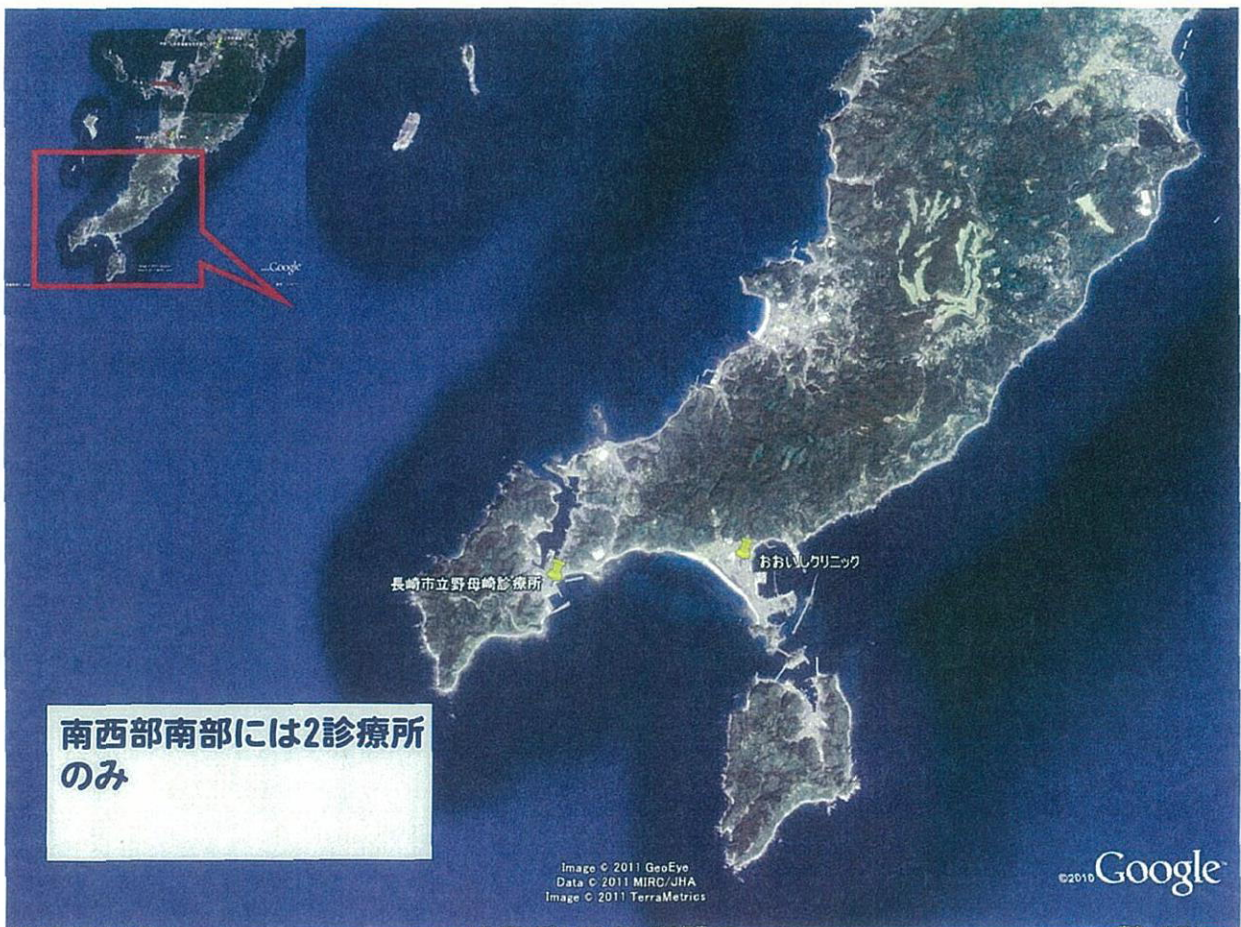 Google
長崎市立野母崎診療所
おおいしクリニック
南西部南部には2診療所
のみ
Image © 2011 GeoEye
Data © 2011 MIRC/JHA
Image © 2011 TerraMetrics
©2010 Google